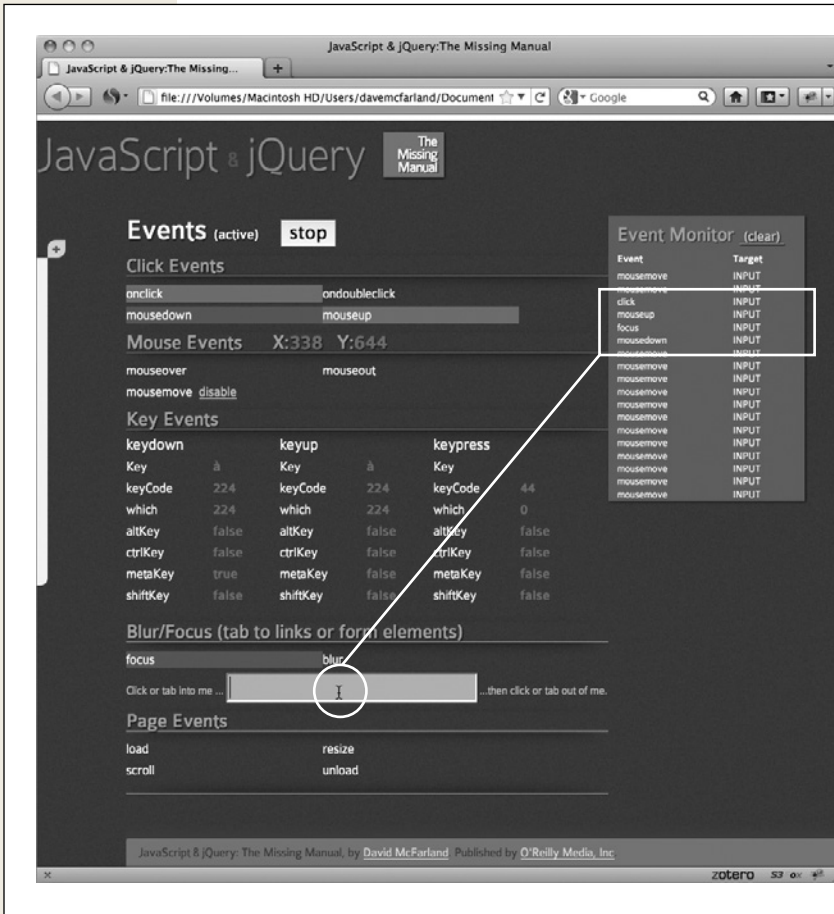 JavaScript & jQuery:The Missing Manual
JavaScript & jQuery:The Missing...
file:///Volumes/Macintosh HD/Users/davemcfarland/Document
Google
JavaScript & jQuery
The
Missing
Manual
Events (active) stop
Click Events
onclick ondoubleclick
mousedown mouseup
Mouse Events X:338 Y:644
mouseover mouseout
mousemove disable
Key Events
keydown keyup keypress
Key à Key à Key
keyCode 224 keyCode 224 keyCode 44
which 224 which 224 which 0
altKey false altKey false altKey false
ctrlKey false ctrlKey false ctrlKey false
metaKey true metaKey false metaKey false
shiftKey false shiftKey false shiftKey false
Blur/Focus (tab to links or form elements)
focus blur
Click or tab into me ... ...then click or tab out of me.
Page Events
load resize
scroll unload
Event Monitor (clear)
Event Target
mousemove INPUT
mousemove INPUT
click INPUT
mouseup INPUT
focus INPUT
mousedown INPUT
mousemove INPUT
mousemove INPUT
mousemove INPUT
mousemove INPUT
mousemove INPUT
mousemove INPUT
mousemove INPUT
mousemove INPUT
mousemove INPUT
mousemove INPUT
mousemove INPUT
mousemove INPUT
JavaScript & jQuery: The Missing Manual, by David McFarland. Published by O'Reilly Media, Inc.
zotero S3